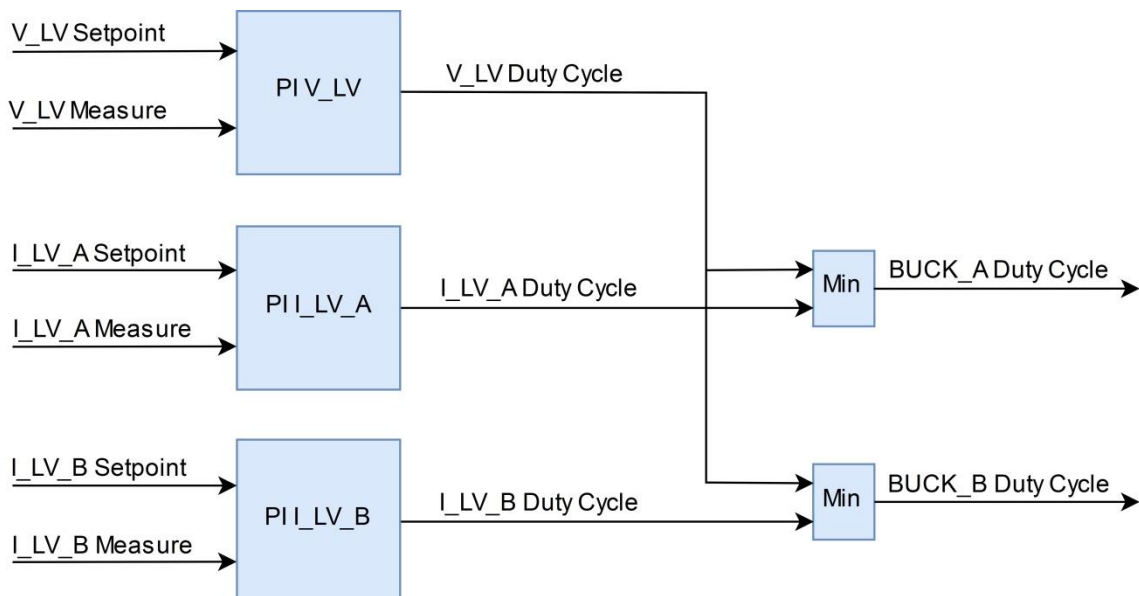 V_LV Setpoint
V_LV Measure
PI V_LV
V_LV Duty Cycle
I_LV_A Setpoint
I_LV_A Measure
PI I_LV_A
I_LV_A Duty Cycle
Min
BUCK_A Duty Cycle
I_LV_B Setpoint
I_LV_B Measure
PI I_LV_B
I_LV_B Duty Cycle
Min
BUCK_B Duty Cycle